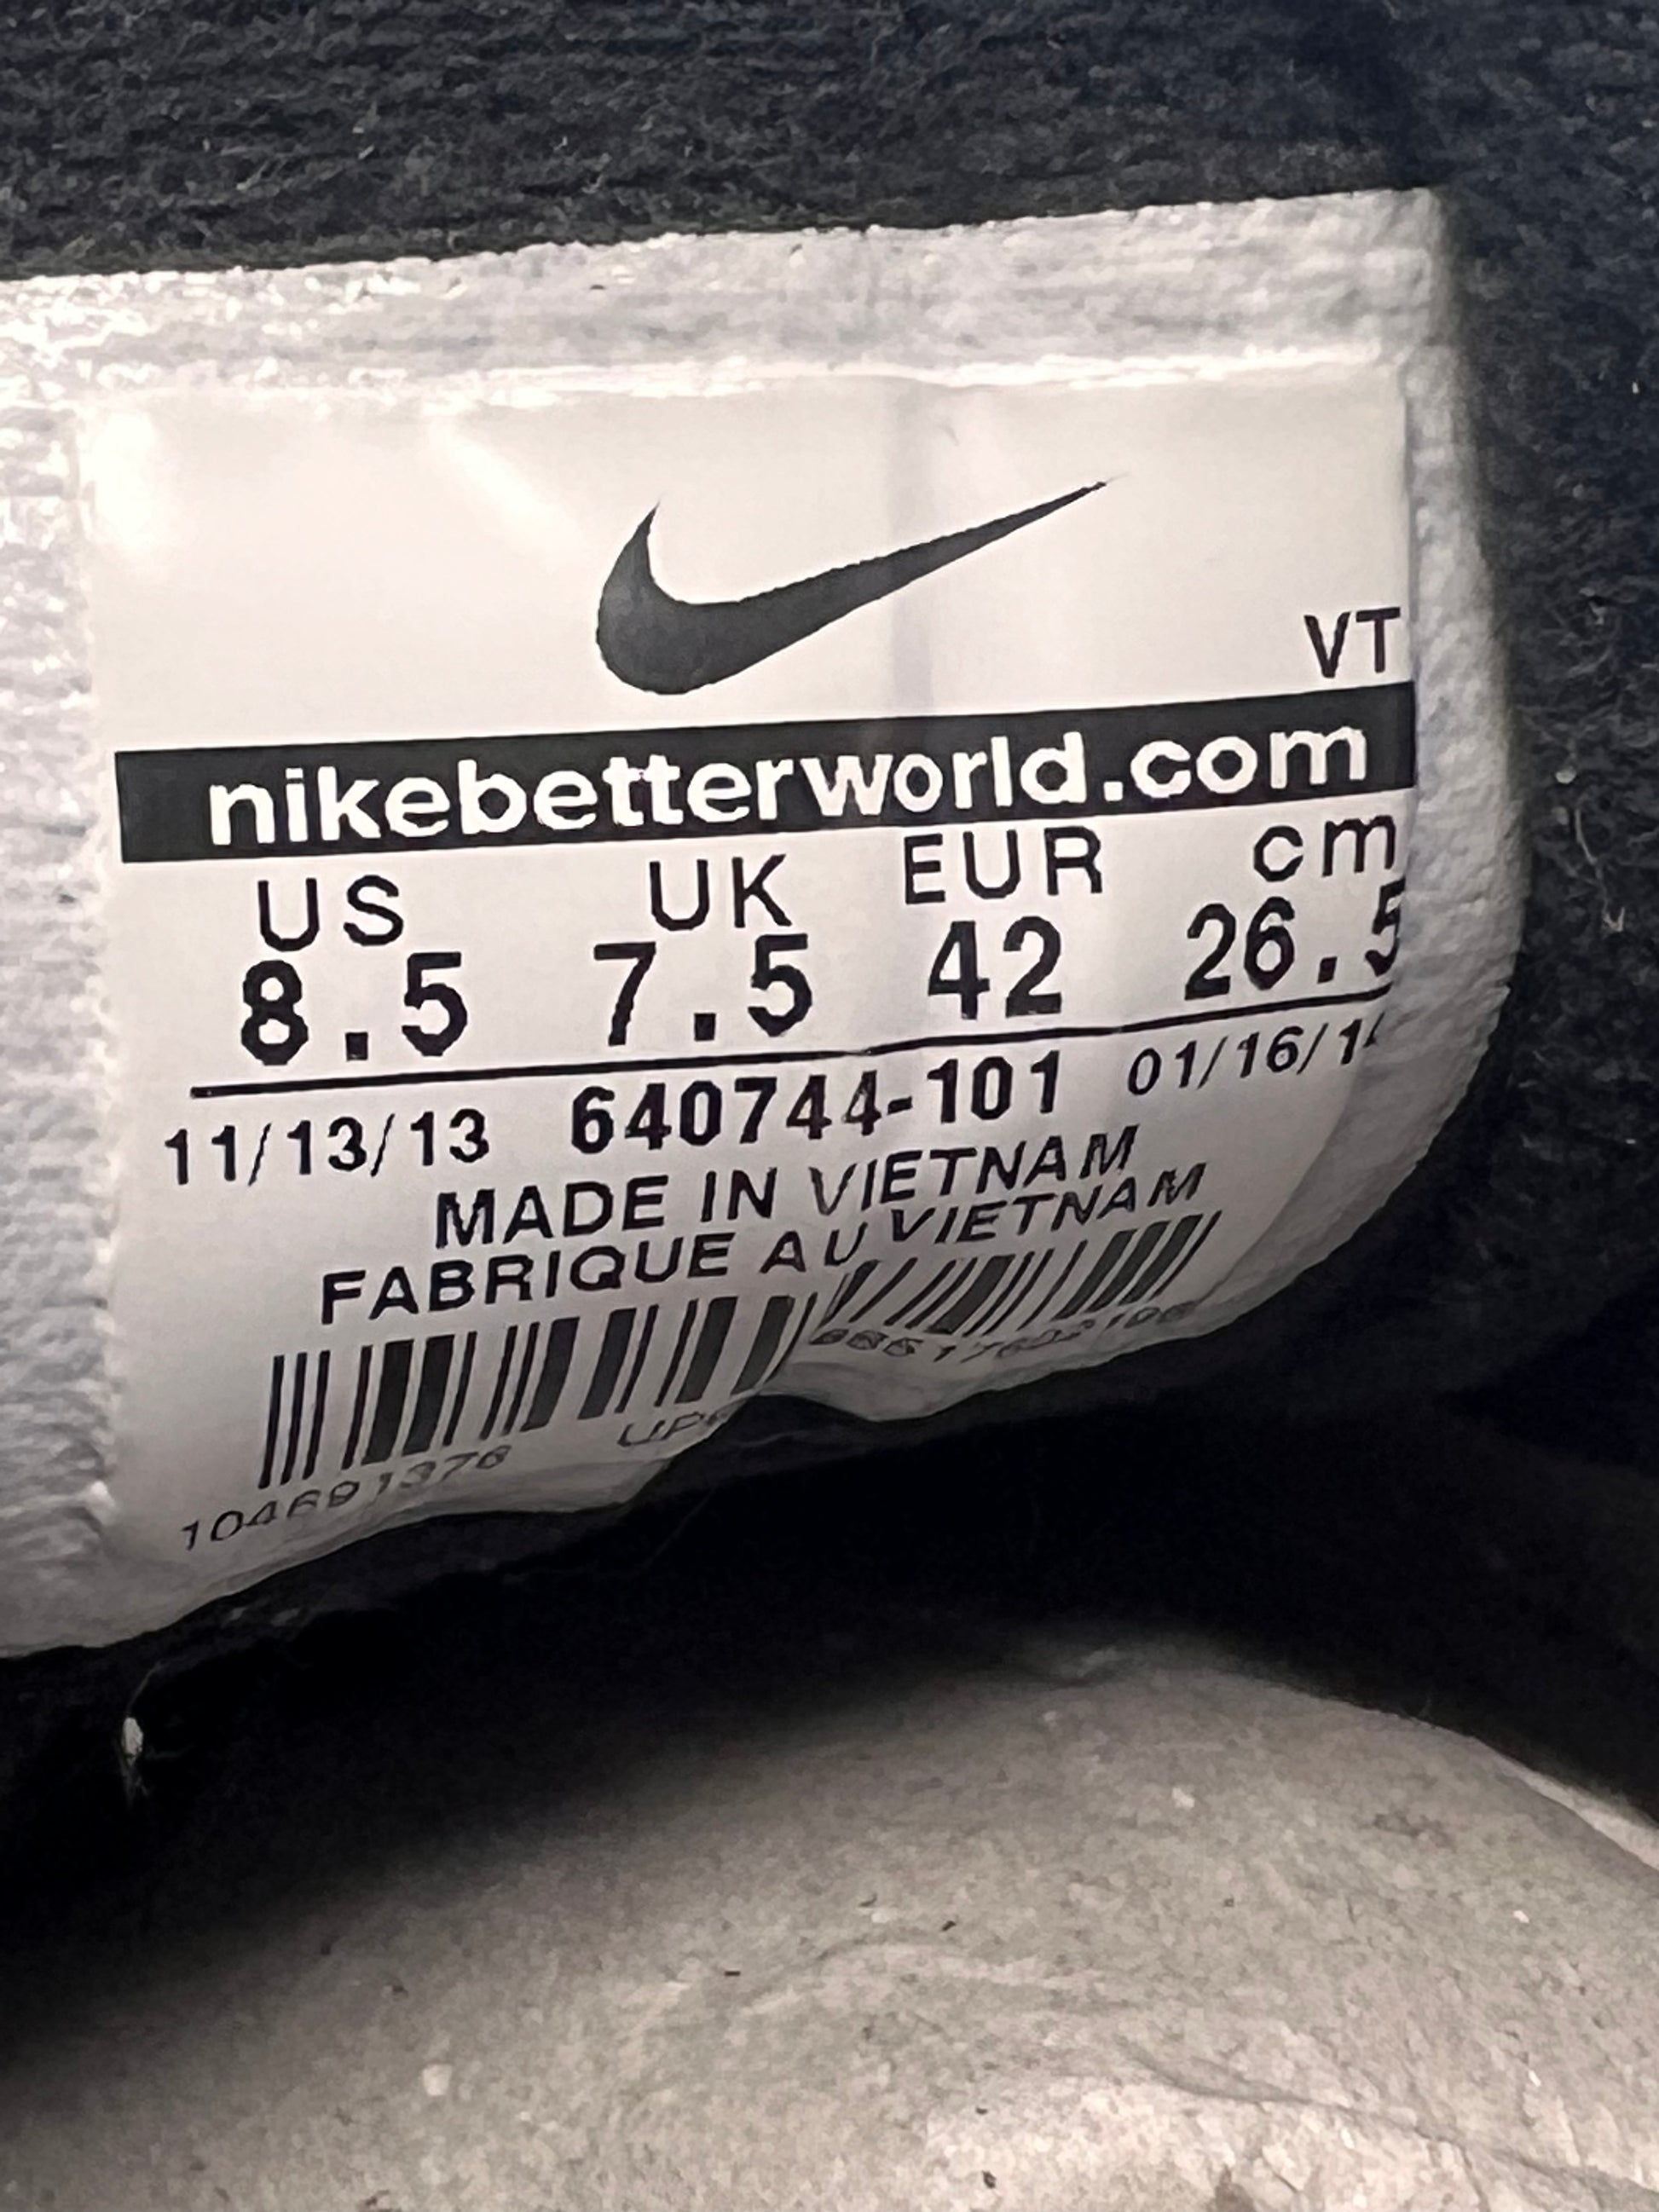 VT
nikebetterworld.com
US UK EUR cm
8.5 7.5 42 26.5
11/13/13 640744-101 01/16/14
MADE IN VIETNAM
FABRIQUE AU VIETNAM
104691376